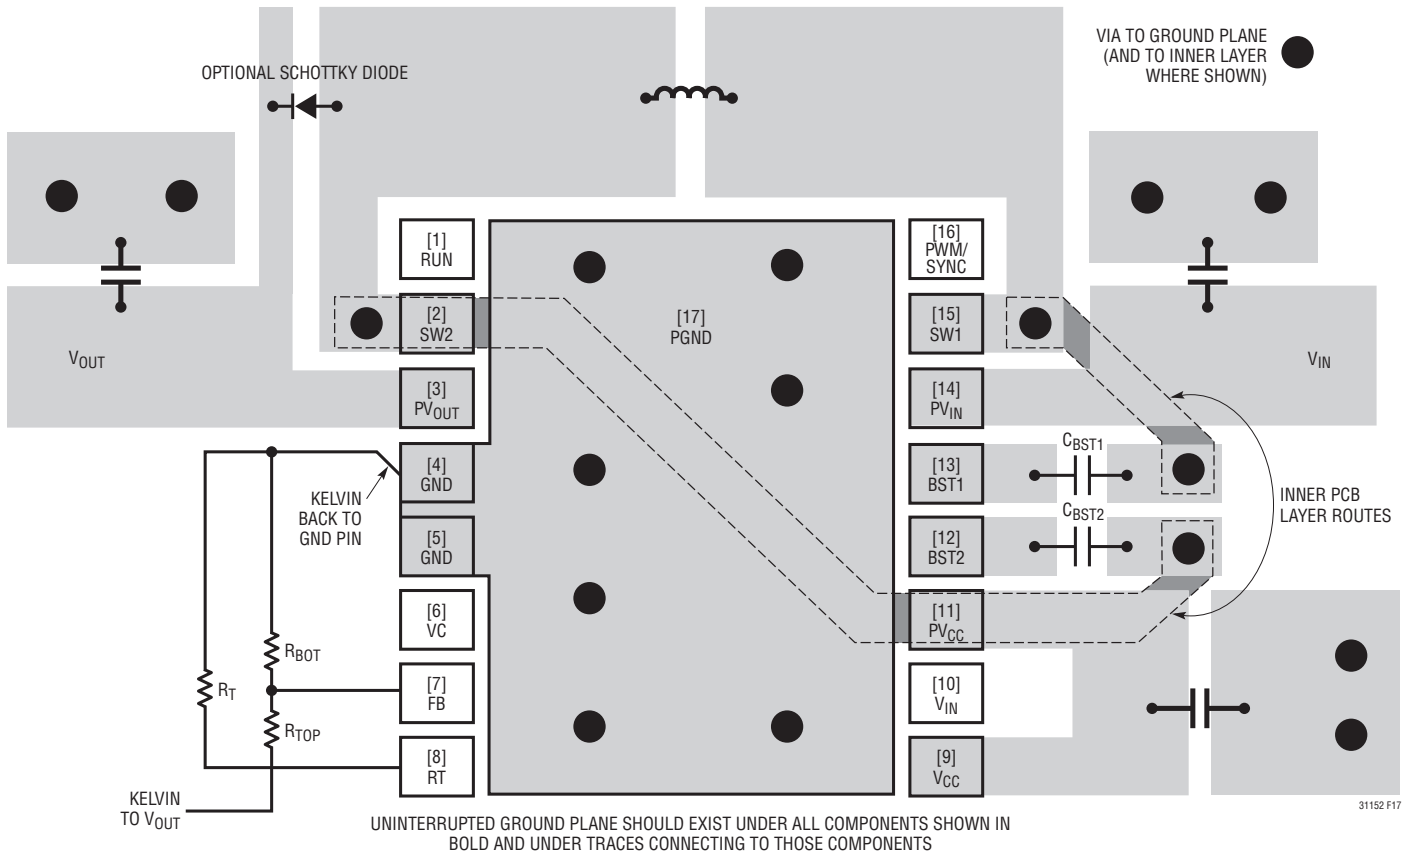 VIA TO GROUND PLANE
(AND TO INNER LAYER
WHERE SHOWN)
OPTIONAL SCHOTTKY DIODE
[1]
RUN
[2]
SW2
[3]
PVOUT
[4]
GND
[5]
GND
[6]
VC
[7]
FB
[8]
RT
[17]
PGND
[16]
PWM/
SYNC
[15]
SW1
[14]
PVIN
[13]
BST1
[12]
BST2
[11]
PVCC
[10]
VIN
[9]
VCC
VOUT
VIN
CBST1
CBST2
INNER PCB
LAYER ROUTES
KELVIN
BACK TO
GND PIN
RBOT
RT
RTOP
KELVIN
TO VOUT
31152 F17
UNINTERRUPTED GROUND PLANE SHOULD EXIST UNDER ALL COMPONENTS SHOWN IN
BOLD AND UNDER TRACES CONNECTING TO THOSE COMPONENTS